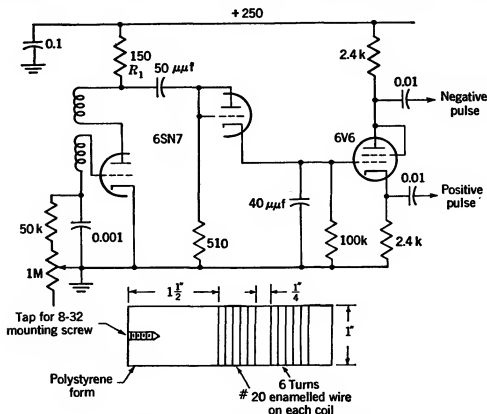 +250
0.1
150
R₁
50 μμf
2.4 k
0.01
Negative
pulse
6SN7
6V6
0.01
Positive
pulse
40 μμf
50 k
0.001
510
100k
2.4 k
1M
1 1/2"
1/4"
Tap for 8-32
mounting screw
1"
Polystyrene
form
# 20 enamelled wire
on each coil
6 Turns